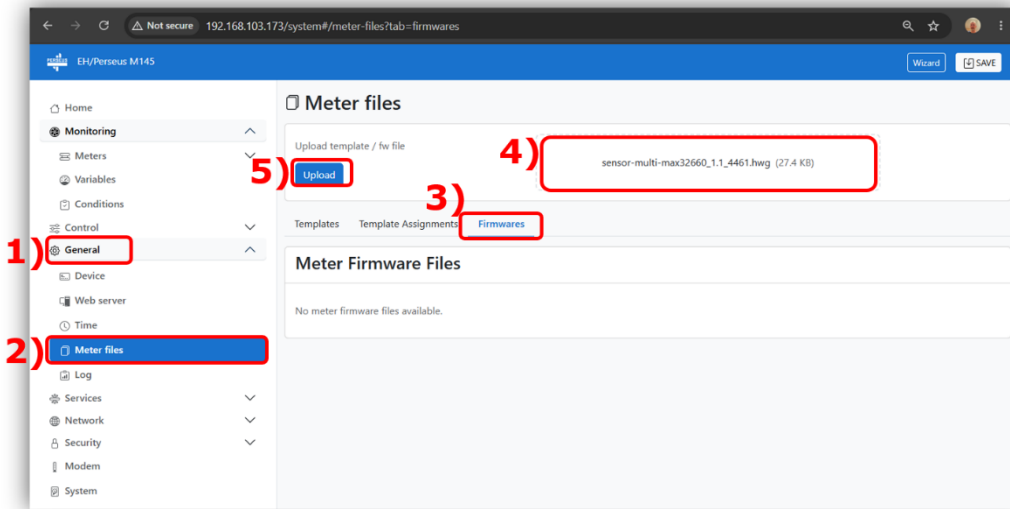 Not secure 192.168.103.173/system#/meter-files?tab=firmwares
PERSEUS EH/Perseus M145 Wizard SAVE
Home
Monitoring
Meters
Variables
Conditions
Control
1) General
Device
Web server
Time
2) Meter files
Log
Services
Network
Security
Modem
System
Meter files
Upload template / fw file
4) sensor-multi-max32660_1.1_4461.hwg (27.4 KB)
5) Upload
3)
Templates Template Assignments Firmwares
Meter Firmware Files
No meter firmware files available.